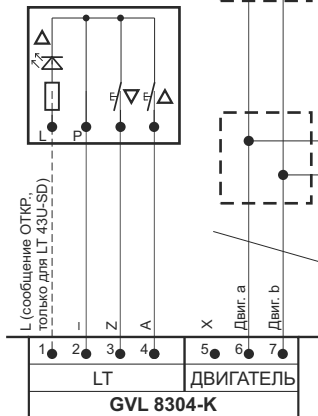 L P
L (сообщение ОТКР.,
только для LT 43U-SD)
I
Z
A
X
Двиг. a
Двиг. b
1 2 3 4 5 6 7
LT ДВИГАТЕЛЬ
GVL 8304-K